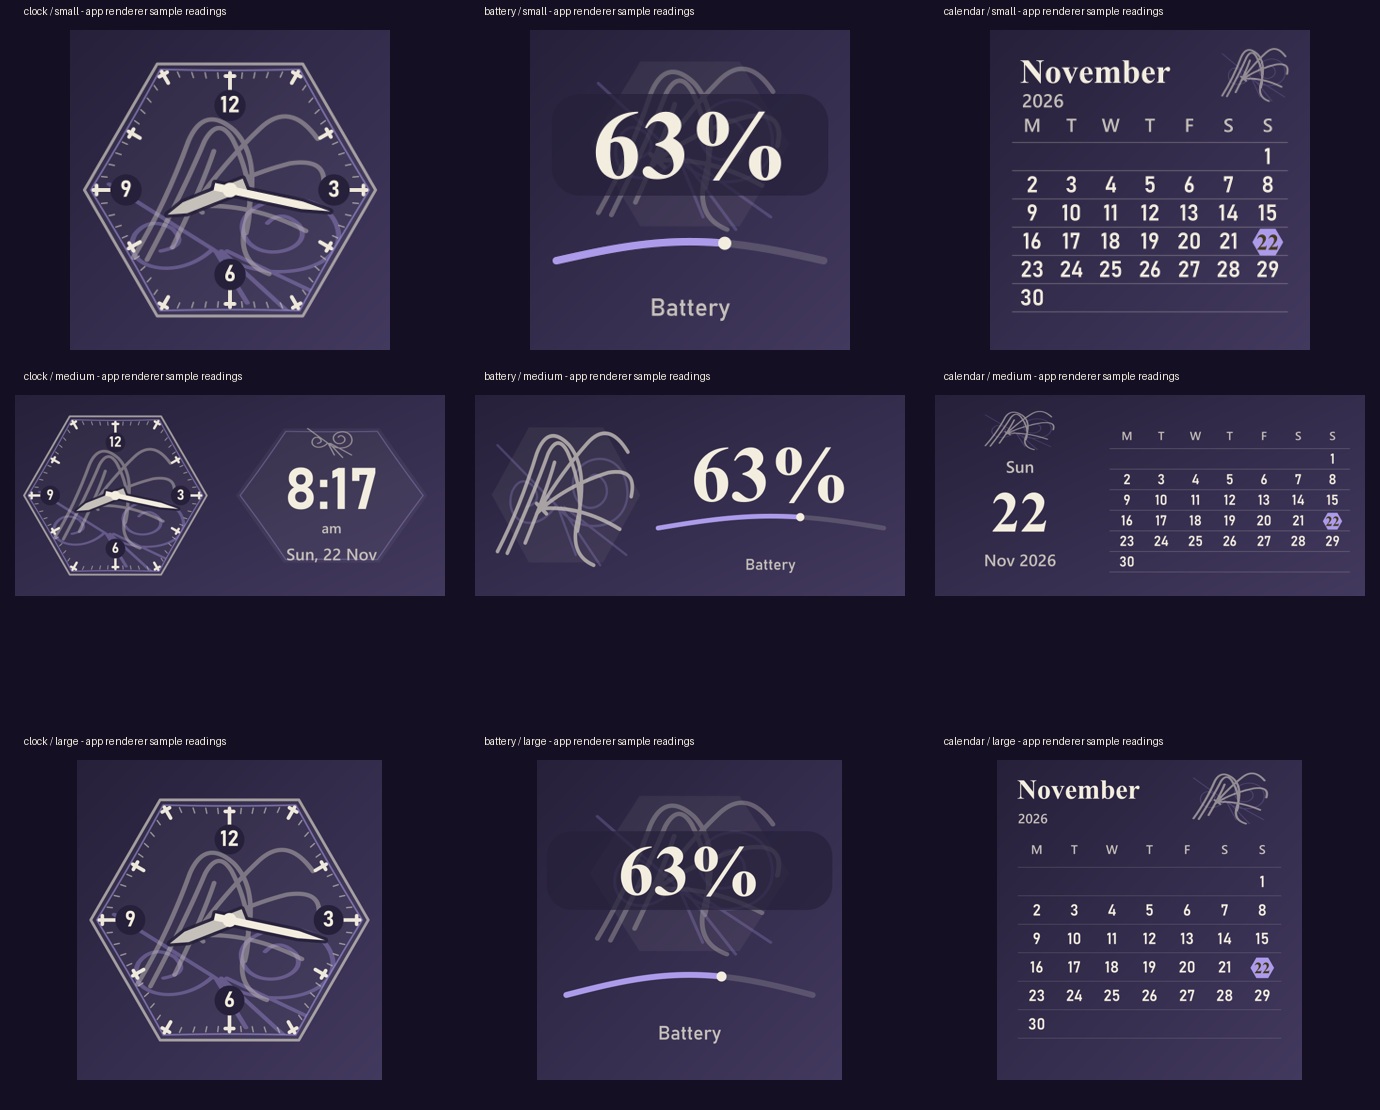 clock / small - app renderer sample readings
12
9
3
6
battery / small - app renderer sample readings
63%
Battery
calendar / small - app renderer sample readings
November
2026
M T W T F S S
1
2 3 4 5 6 7 8
9 10 11 12 13 14 15
16 17 18 19 20 21 22
23 24 25 26 27 28 29
30
clock / medium - app renderer sample readings
12
9
3
6
8:17
am
Sun, 22 Nov
battery / medium - app renderer sample readings
63%
Battery
calendar / medium - app renderer sample readings
Sun
22
Nov 2026
M T W T F S S
1
2 3 4 5 6 7 8
9 10 11 12 13 14 15
16 17 18 19 20 21 22
23 24 25 26 27 28 29
30
clock / large - app renderer sample readings
12
9
3
6
battery / large - app renderer sample readings
63%
Battery
calendar / large - app renderer sample readings
November
2026
M T W T F S S
1
2 3 4 5 6 7 8
9 10 11 12 13 14 15
16 17 18 19 20 21 22
23 24 25 26 27 28 29
30